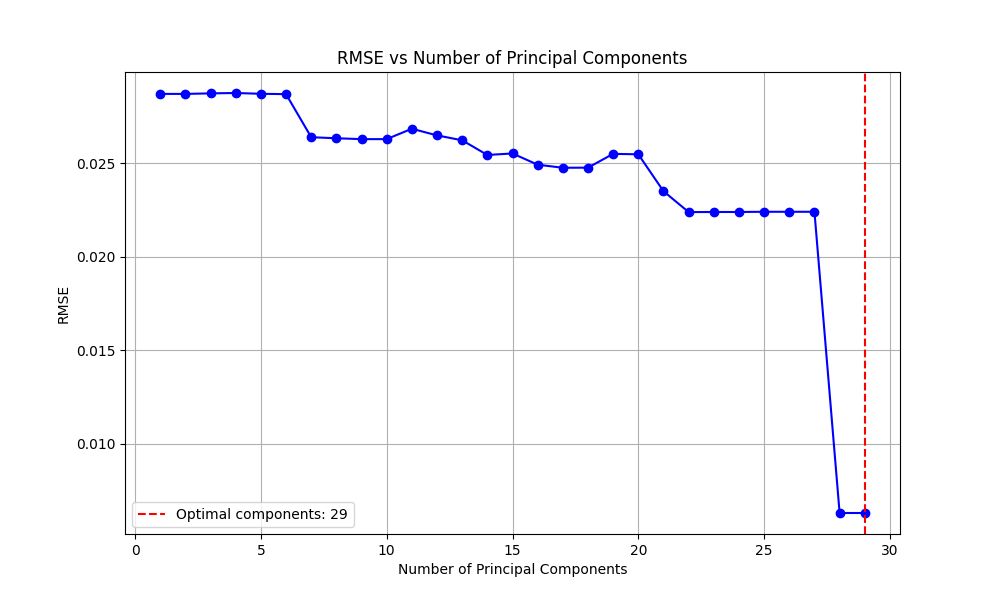 RMSE vs Number of Principal Components
RMSE
0.025
0.020
0.015
0.010
Optimal components: 29
0 5 10 15 20 25 30
Number of Principal Components